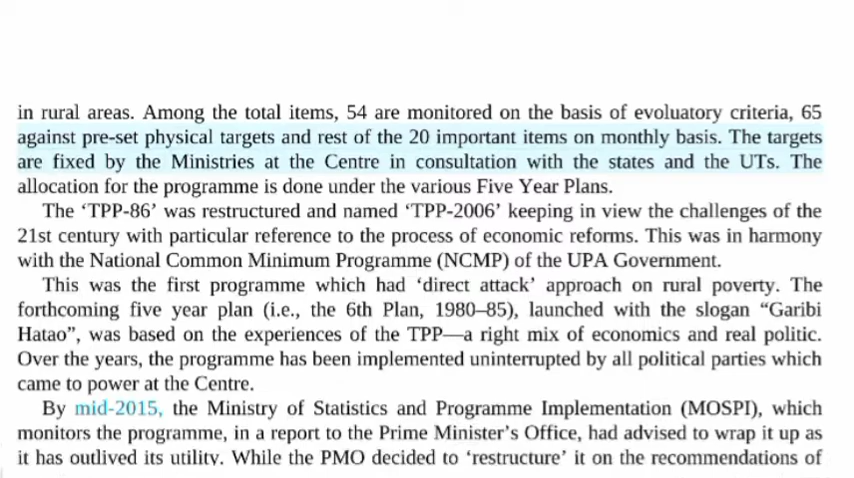 in rural areas. Among the total items, 54 are monitored on the basis of evoluatory criteria, 65
against pre-set physical targets and rest of the 20 important items on monthly basis. The targets
are fixed by the Ministries at the Centre in consultation with the states and the UTs. The
allocation for the programme is done under the various Five Year Plans.
The ‘TPP-86’ was restructured and named ‘TPP-2006’ keeping in view the challenges of the
21st century with particular reference to the process of economic reforms. This was in harmony
with the National Common Minimum Programme (NCMP) of the UPA Government.
This was the first programme which had ‘direct attack’ approach on rural poverty. The
forthcoming five year plan (i.e., the 6th Plan, 1980–85), launched with the slogan “Garibi
Hatao”, was based on the experiences of the TPP—a right mix of economics and real politic.
Over the years, the programme has been implemented uninterrupted by all political parties which
came to power at the Centre.
By mid-2015, the Ministry of Statistics and Programme Implementation (MOSPI), which
monitors the programme, in a report to the Prime Minister’s Office, had advised to wrap it up as
it has outlived its utility. While the PMO decided to ‘restructure’ it on the recommendations of